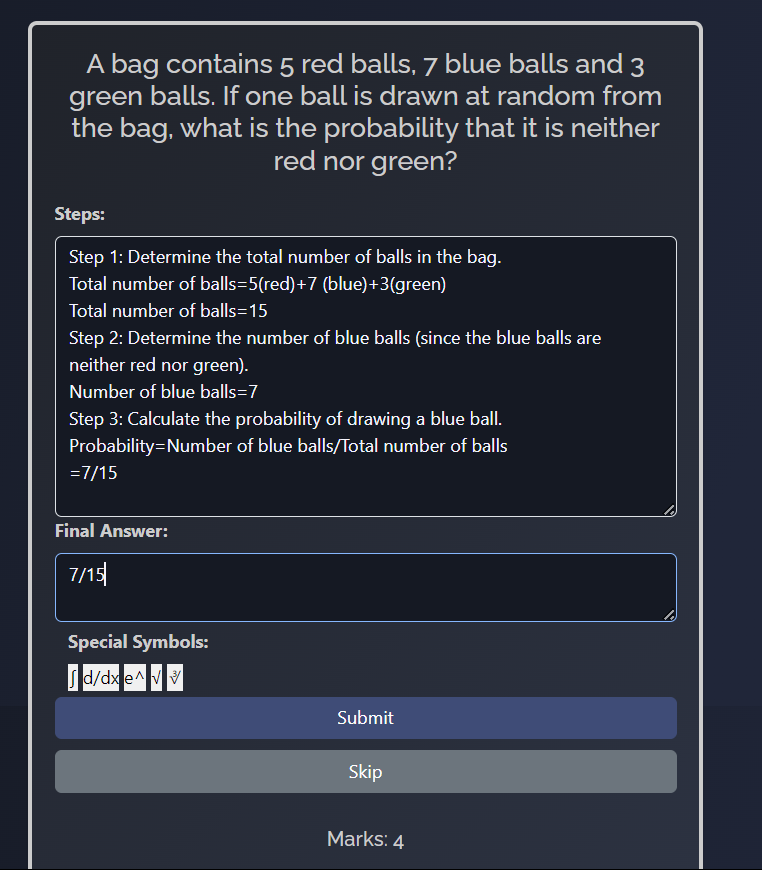 A bag contains 5 red balls, 7 blue balls and 3
green balls. If one ball is drawn at random from
the bag, what is the probability that it is neither
red nor green?
Steps:
Step 1: Determine the total number of balls in the bag.
Total number of balls=5(red)+7 (blue)+3(green)
Total number of balls=15
Step 2: Determine the number of blue balls (since the blue balls are
neither red nor green).
Number of blue balls=7
Step 3: Calculate the probability of drawing a blue ball.
Probability=Number of blue balls/Total number of balls
=7/15
Final Answer:
7/15
Special Symbols:
∫ d/dx e^ √ ∛
Submit
Skip
Marks: 4